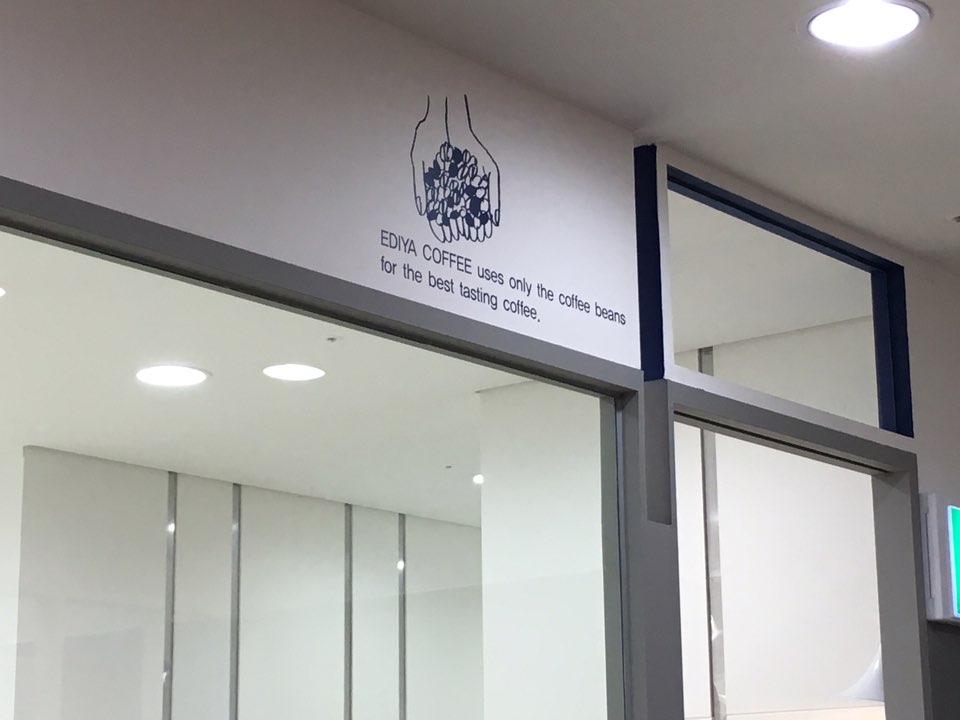 EDIYA COFFEE uses only the coffee beans
for the best tasting coffee.